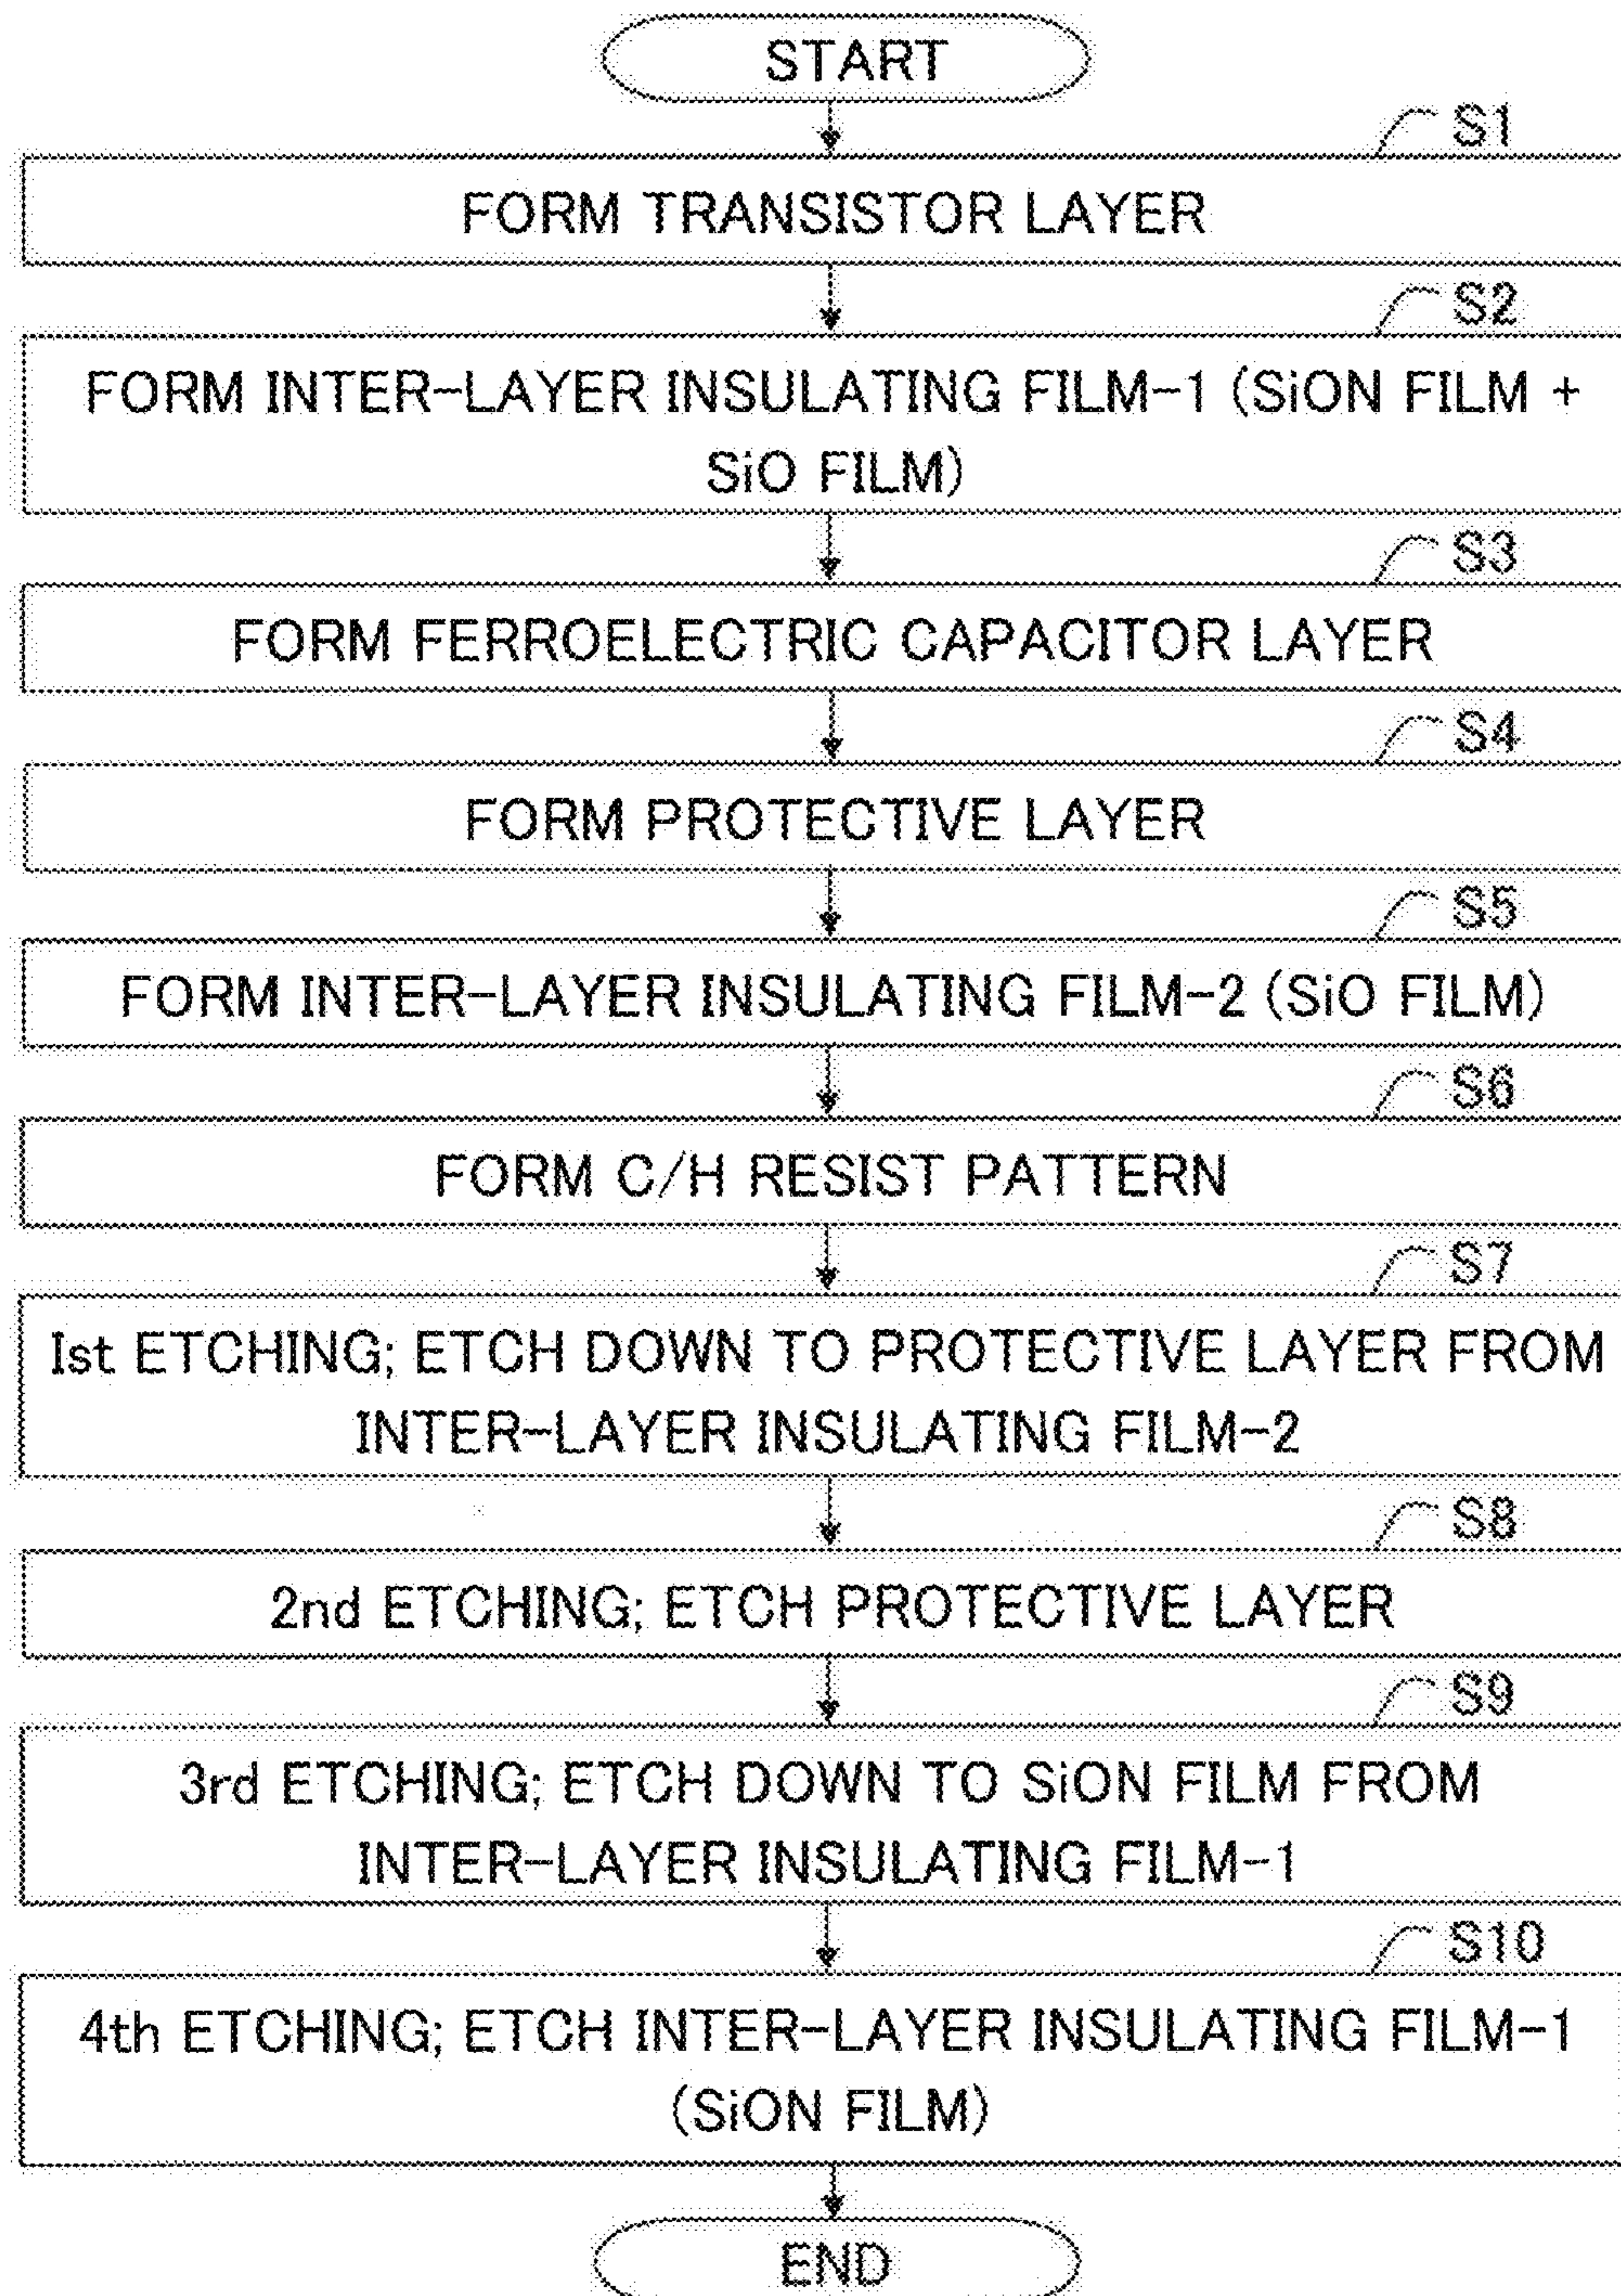 START
S1
FORM TRANSISTOR LAYER
S2
FORM INTER-LAYER INSULATING FILM-1 (SiON FILM +
SiO FILM)
S3
FORM FERROELECTRIC CAPACITOR LAYER
S4
FORM PROTECTIVE LAYER
S5
FORM INTER-LAYER INSULATING FILM-2 (SiO FILM)
S6
FORM C/H RESIST PATTERN
S7
Ist ETCHING; ETCH DOWN TO PROTECTIVE LAYER FROM
INTER-LAYER INSULATING FILM-2
S8
2nd ETCHING; ETCH PROTECTIVE LAYER
S9
3rd ETCHING; ETCH DOWN TO SiON FILM FROM
INTER-LAYER INSULATING FILM-1
S10
4th ETCHING; ETCH INTER-LAYER INSULATING FILM-1
(SiON FILM)
END